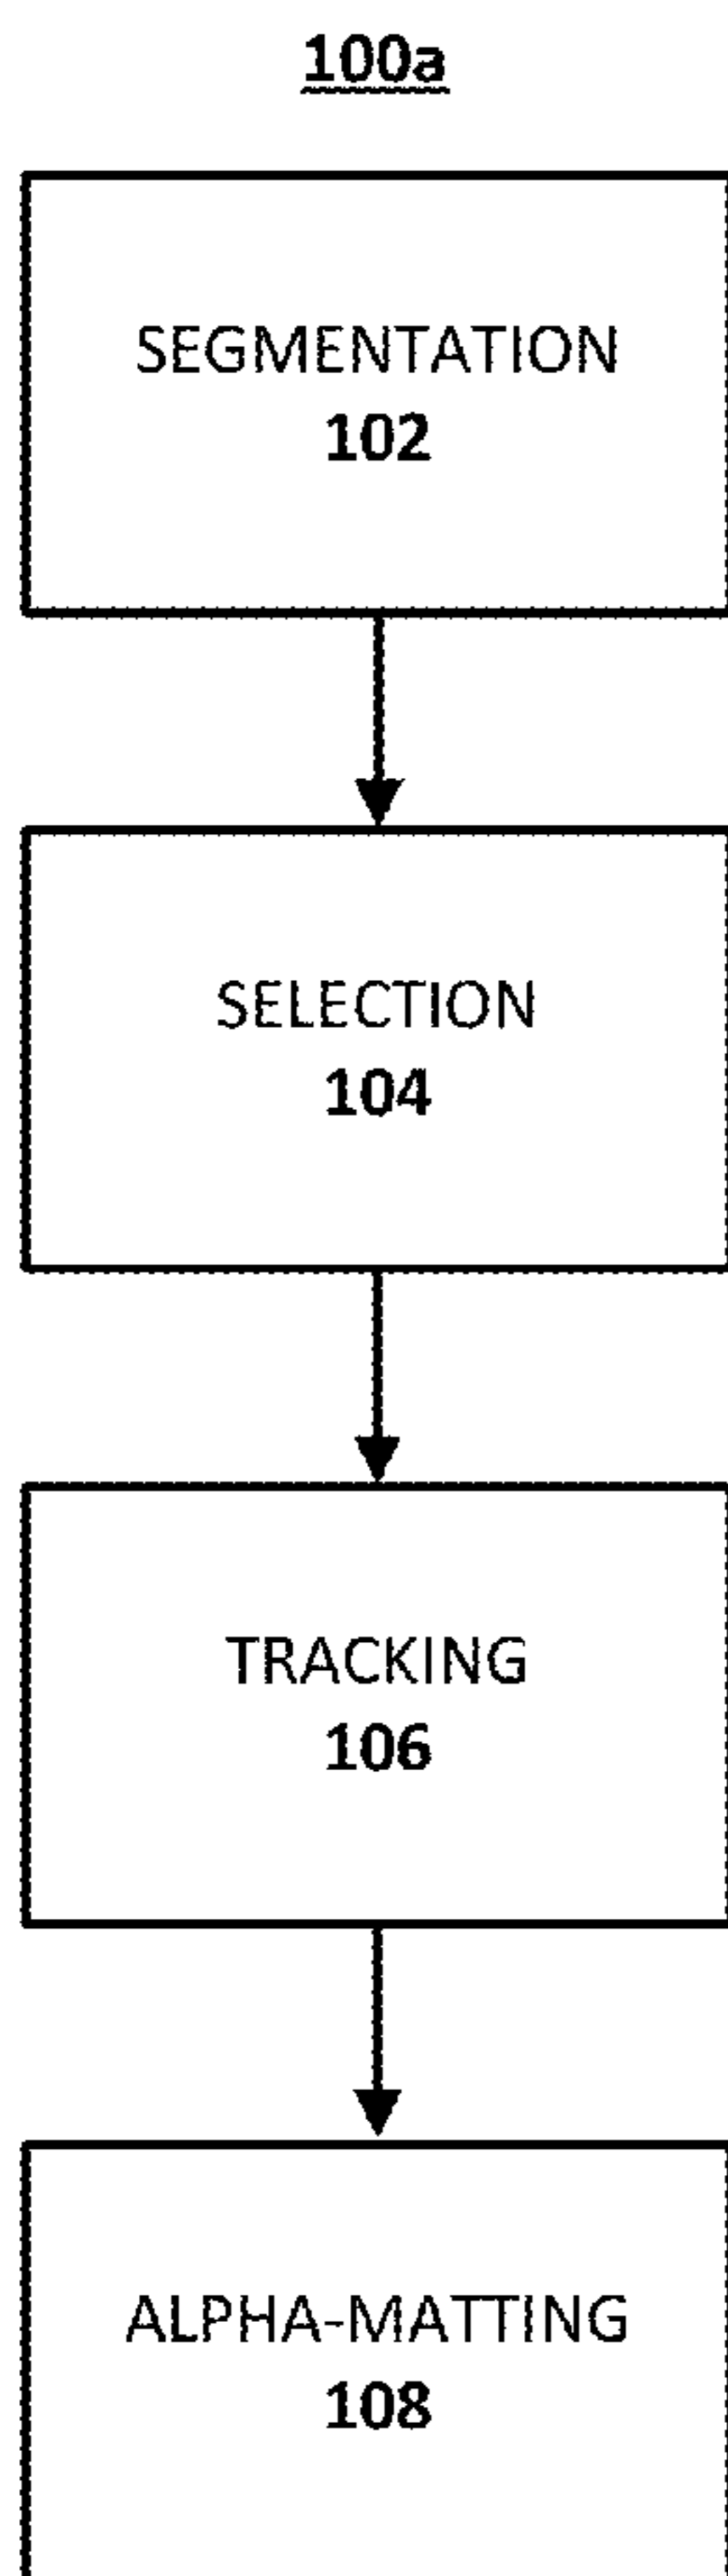 100a
SEGMENTATION
102
SELECTION
104
TRACKING
106
ALPHA-MATTING
108